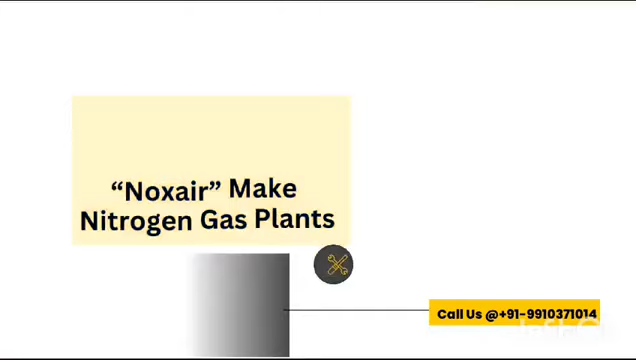 “Noxair” Make
Nitrogen Gas Plants
Call Us @+91-9910371014